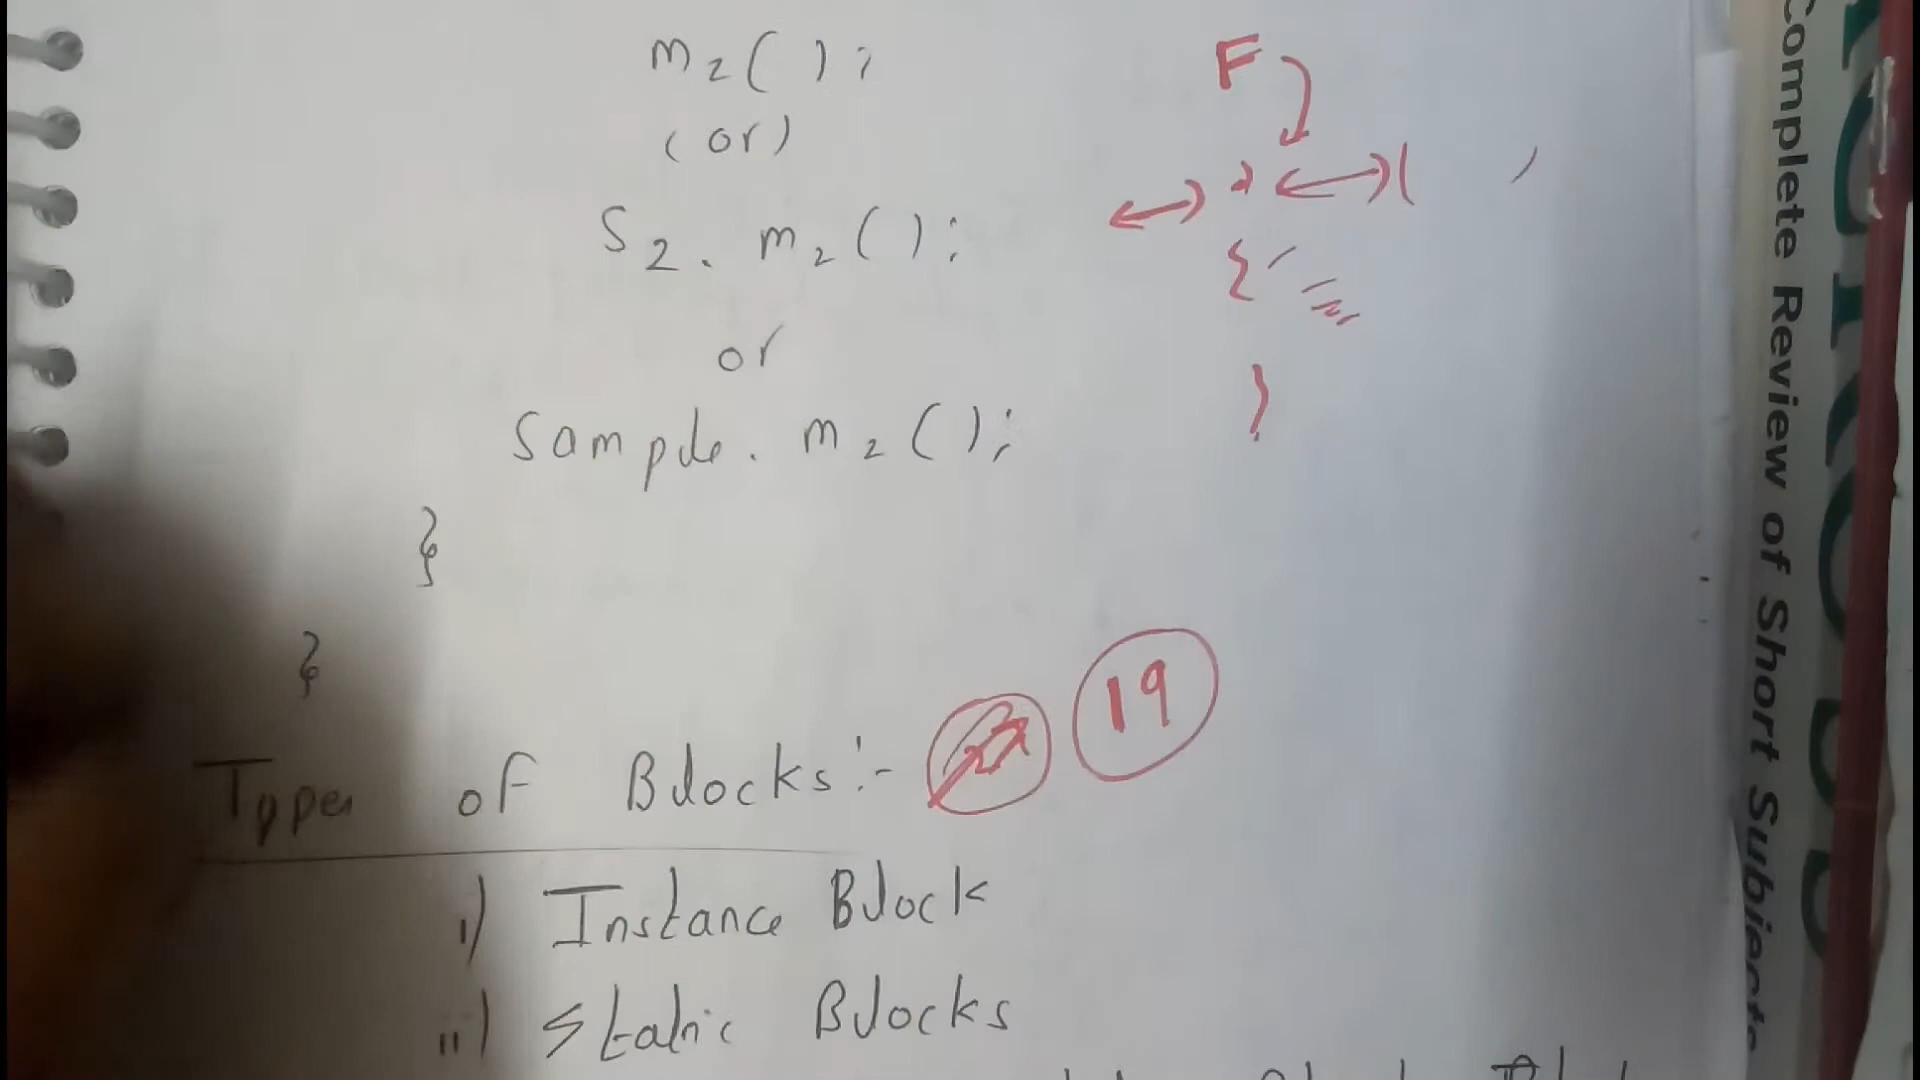 m2();
(or)
S2. m2();
or
Sample. m2();
}
}
F
{
}
Types of Blocks:-
19
i) Instance Block
ii) Static Blocks
Complete Review of Short Subjects